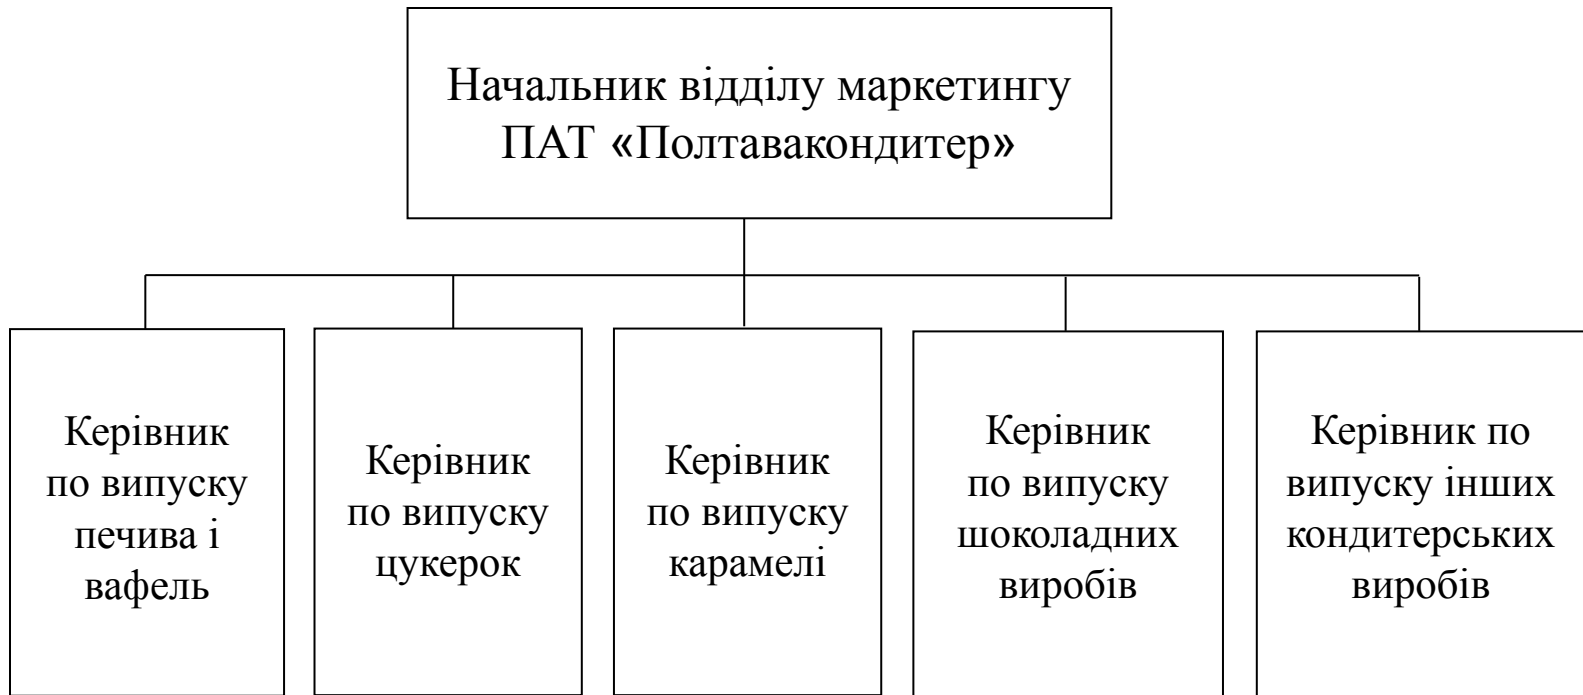 Начальник відділу маркетингу
ПАТ «Полтавакондитер»
Керівник
по випуску
печива і
вафель
Керівник
по випуску
цукерок
Керівник
по випуску
карамелі
Керівник
по випуску
шоколадних
виробів
Керівник по
випуску інших
кондитерських
виробів